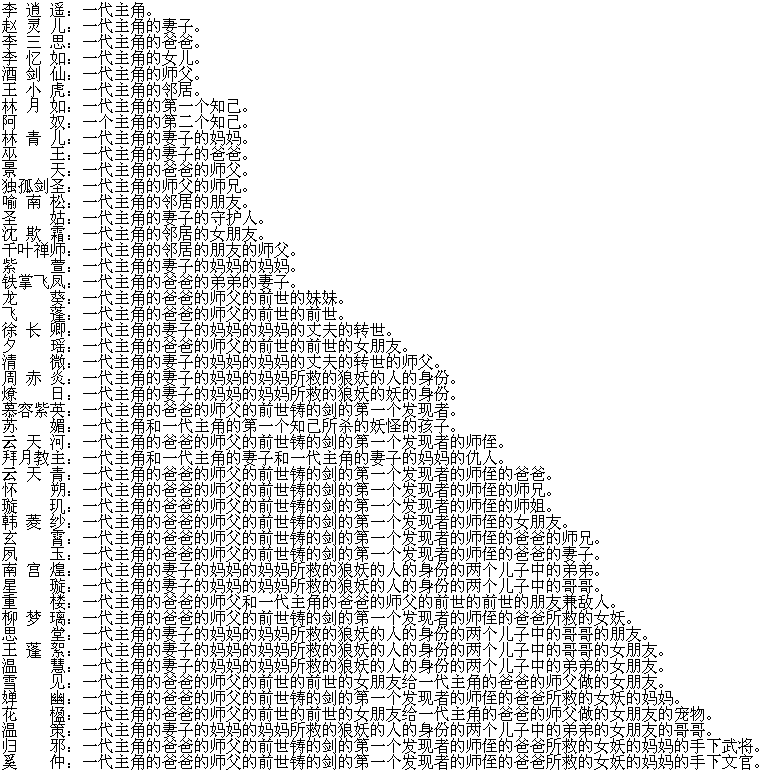 李逍遥：一代主角。
赵灵儿：一代主角的妻子。
李三思：一代主角的爸爸。
李忆如：一代主角的女儿。
酒剑仙：一代主角的师父。
王小虎：一代主角的邻居。
林月如：一代主角的第一个知己。
阿奴：一个主角的第二个知己。
林青儿：一代主角的妻子的妈妈。
巫王：一代主角的妻子的爸爸。
景天：一代主角的爸爸的师父。
独孤剑圣：一代主角的师父的师兄。
喻南松：一代主角的邻居的朋友。
圣姑：一代主角的妻子的守护人。
沈欺霜：一代主角的邻居的女朋友。
千叶禅师：一代主角的邻居的朋友的师父。
紫萱：一代主角的妻子的妈妈的妈妈。
铁掌飞凤：一代主角的爸爸的弟弟的妻子。
龙葵：一代主角的爸爸的师父的前世的妹妹。
飞蓬：一代主角的爸爸的师父的前世的前世。
徐长卿：一代主角的妻子的妈妈的妈妈的丈夫的转世。
夕瑶：一代主角的爸爸的师父的前世的前世的女朋友。
清微：一代主角的妻子的妈妈的妈妈的丈夫的转世的师父。
周赤炎：一代主角的妻子的妈妈的妈妈所救的狼妖的人的身份。
燎日：一代主角的妻子的妈妈的妈妈所救的狼妖的妖的身份。
慕容紫英：一代主角的爸爸的师父的前世铸的剑的第一个发现者。
苏媚：一代主角和一代主角的第一个知己所杀的妖怪的孩子。
云天河：一代主角的爸爸的师父的前世铸的剑的第一个发现者的师侄。
拜月教主：一代主角和一代主角的妻子和一代主角的妻子的妈妈的仇人。
云天青：一代主角的爸爸的师父的前世铸的剑的第一个发现者的师侄的爸爸。
怀朔：一代主角的爸爸的师父的前世铸的剑的第一个发现者的师侄的师兄。
璇玑：一代主角的爸爸的师父的前世铸的剑的第一个发现者的师侄的师姐。
韩菱纱：一代主角的爸爸的师父的前世铸的剑的第一个发现者的师侄的女朋友。
玄霄：一代主角的爸爸的师父的前世铸的剑的第一个发现者的师侄的爸爸的师兄。
夙玉：一代主角的爸爸的师父的前世铸的剑的第一个发现者的师侄的爸爸的妻子。
南宫煌：一代主角的妻子的妈妈的妈妈所救的狼妖的人的身份的两个儿子中的弟弟。
星璇：一代主角的妻子的妈妈的妈妈所救的狼妖的人的身份的两个儿子中的哥哥。
重楼：一代主角的爸爸的师父和一代主角的爸爸的师父的前世的前世的朋友兼敌人。
柳梦璃：一代主角的爸爸的师父的前世铸的剑的第一个发现者的师侄的爸爸所救的女妖。
思堂：一代主角的妻子的妈妈的妈妈所救的狼妖的人的身份的两个儿子中的哥哥的朋友。
王蓬絮：一代主角的妻子的妈妈的妈妈所救的狼妖的人的身份的两个儿子中的哥哥的女朋友。
温慧：一代主角的妻子的妈妈的妈妈所救的狼妖的人的身份的两个儿子中的弟弟的女朋友。
雪见：一代主角的爸爸的师父的前世的前世的女朋友给一代主角的爸爸的师父做的女朋友。
婵幽：一代主角的爸爸的师父的前世铸的剑的第一个发现者的师侄的爸爸所救的女妖的妈妈。
花楹：一代主角的爸爸的师父的前世的前世的女朋友给一代主角的爸爸的师父做的女朋友的宠物。
温策：一代主角的妻子的妈妈的妈妈所救的狼妖的人的身份的两个儿子中的弟弟的女朋友的哥哥。
归邪：一代主角的爸爸的师父的前世铸的剑的第一个发现者的师侄的爸爸所救的女妖的妈妈的手下武将。
奚仲：一代主角的爸爸的师父的前世铸的剑的第一个发现者的师侄的爸爸所救的女妖的妈妈的手下文官。